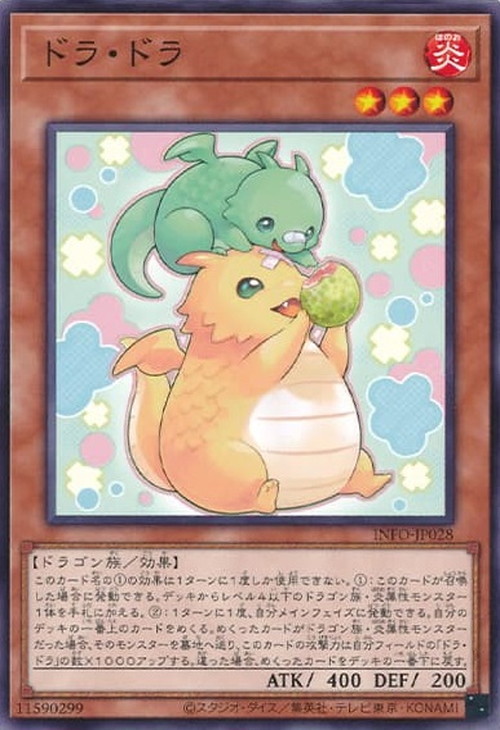 ドラ・ドラ
ほのお
炎
INFO-JP028
【ドラゴン族／効果】
このカード名の①の効果は1ターンに1度しか使用できない。①：このカードが召喚
した場合に発動できる。デッキからレベル4以下のドラゴン族・炎属性モンスター
1体を手札に加える。②：1ターンに1度、自分メインフェイズに発動できる。自分の
デッキの一番上のカードをめくる。めくったカードがドラゴン族・炎属性モンスター
だった場合、そのモンスターを墓地へ送り、このカードの攻撃力は自分フィールドの「ドラ・
ドラ」の数×1000アップする。違った場合、めくったカードをデッキの一番下に戻す。
ATK/ 400 DEF/ 200
11590299
©スタジオ・ダイス／集英社・テレビ東京・KONAMI